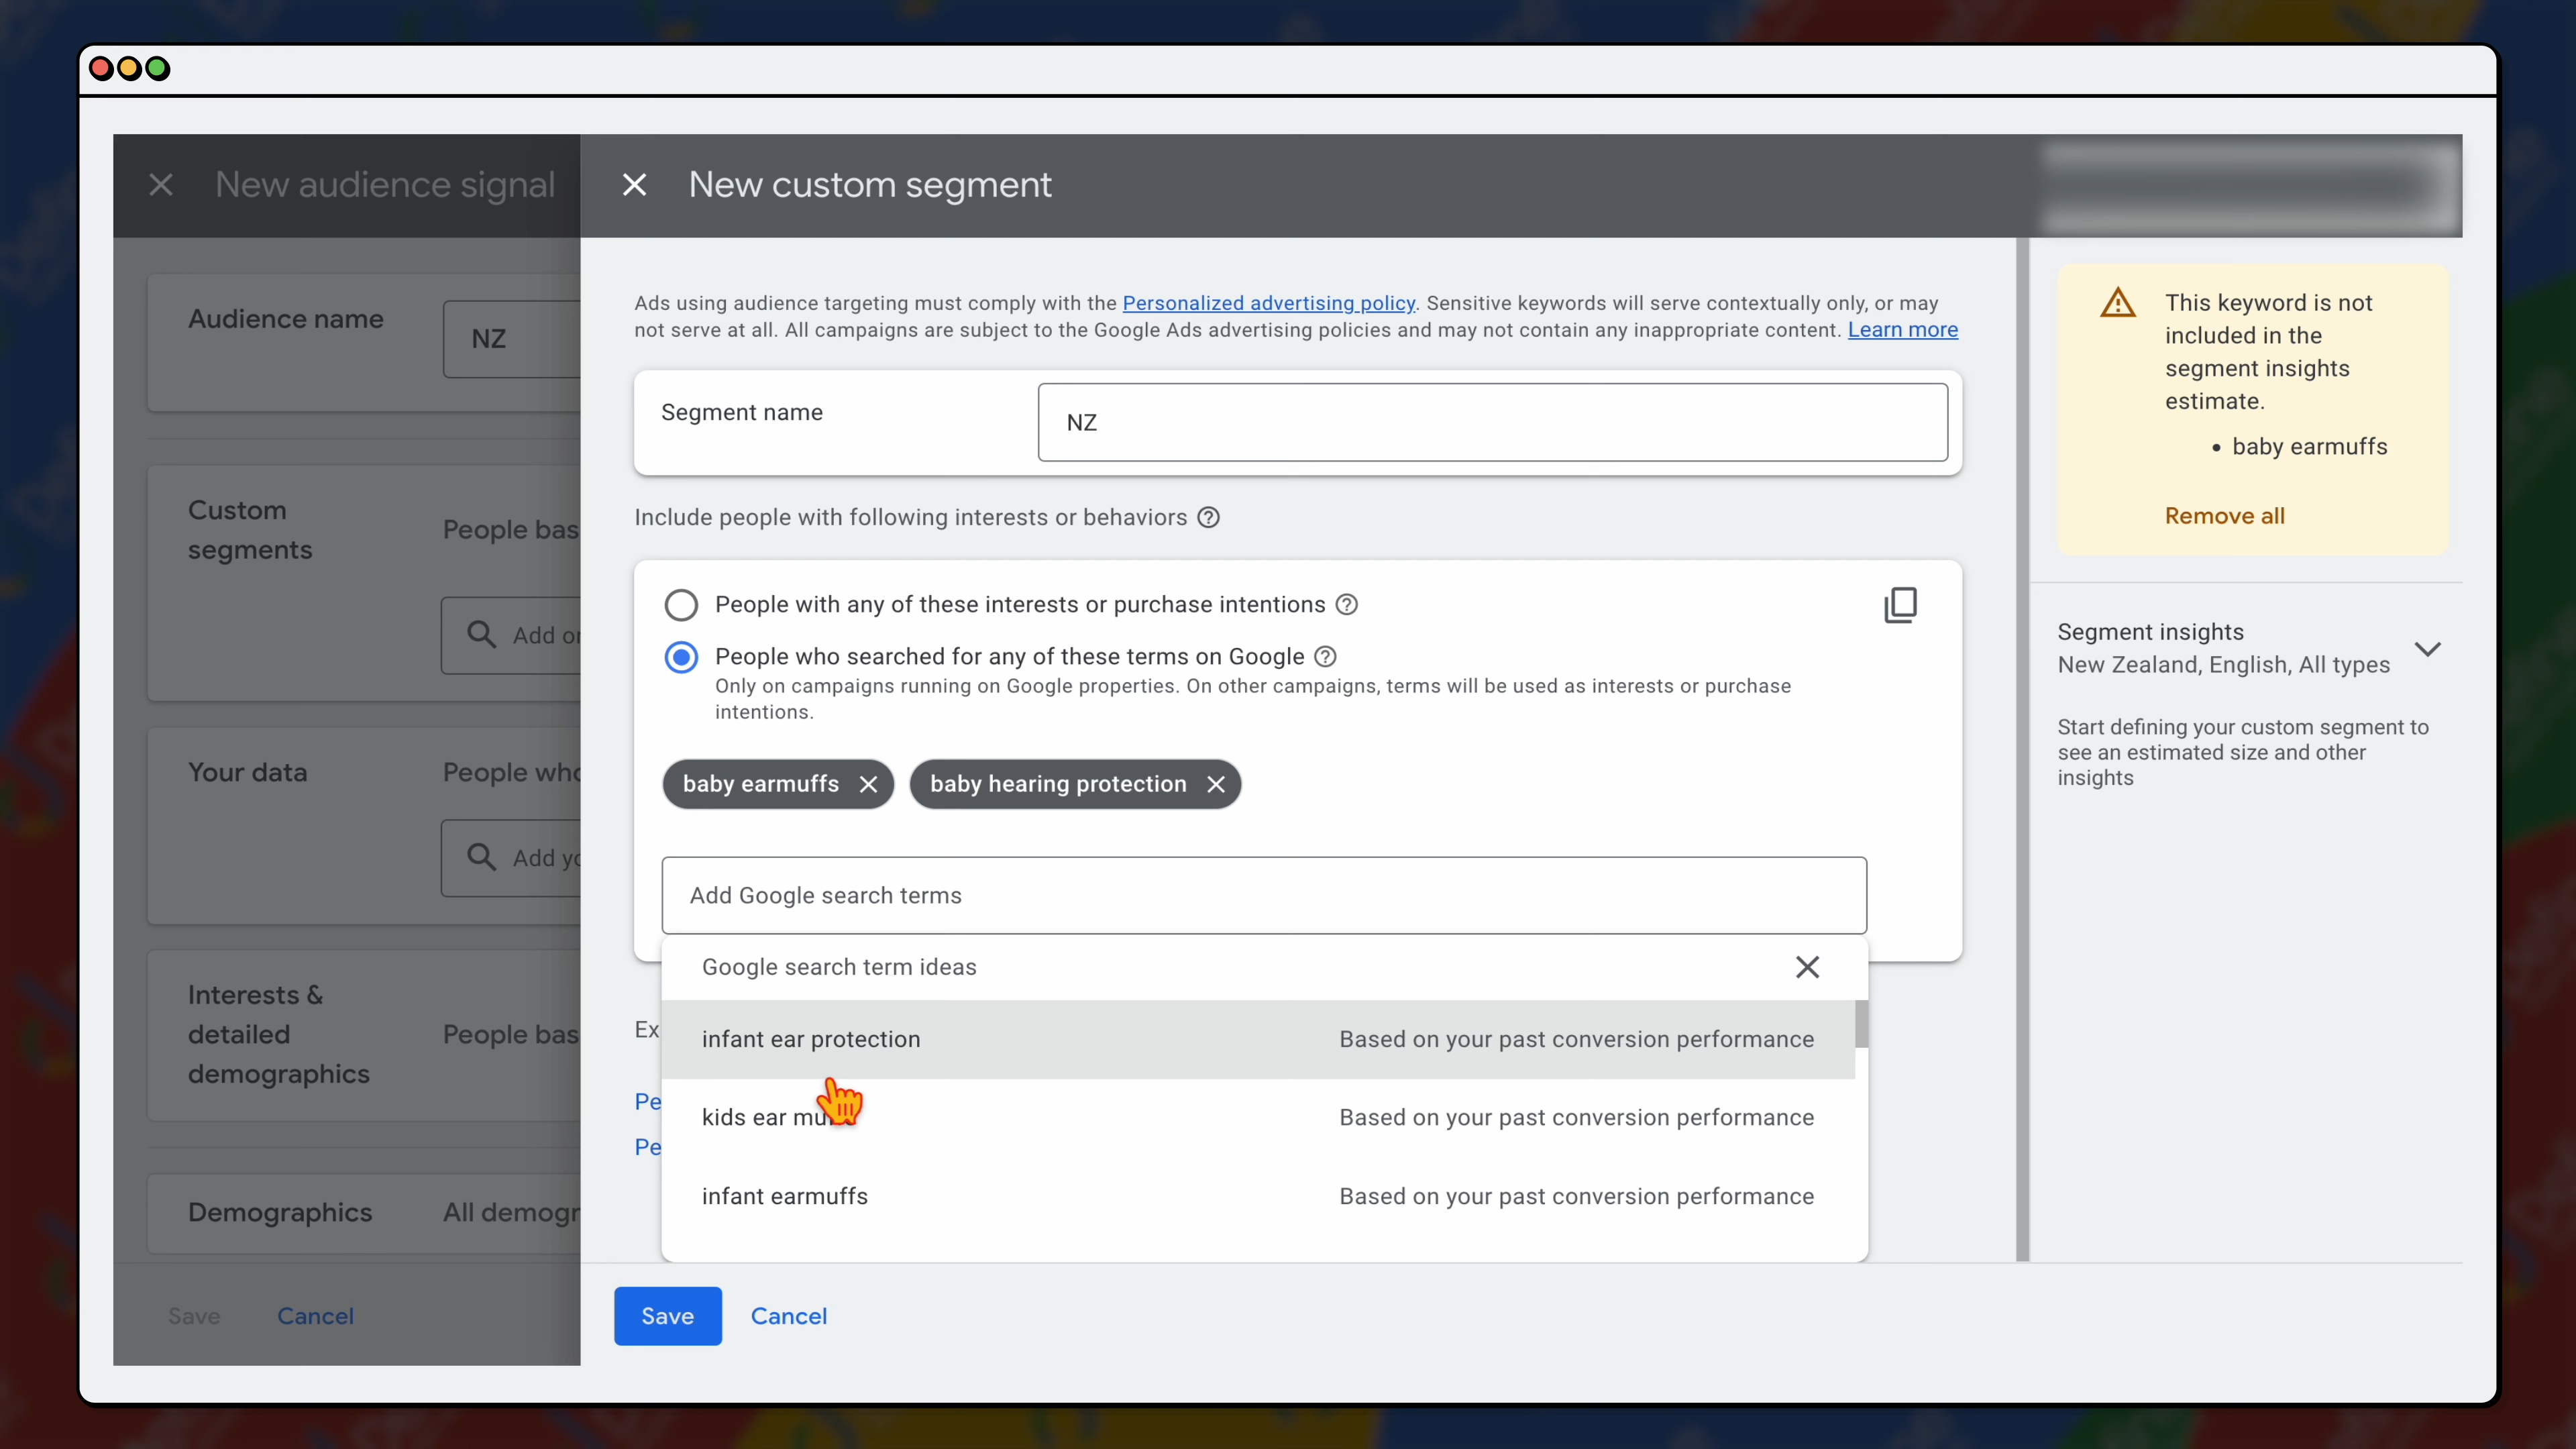 New audience signal
Audience name
NZ
Custom
segments
People bas
Add or
Your data
People who
Add yo
Interests &
detailed
demographics
People bas
Demographics
All demogr
Save
Cancel
New custom segment
Ads using audience targeting must comply with the Personalized advertising policy. Sensitive keywords will serve contextually only, or may
not serve at all. All campaigns are subject to the Google Ads advertising policies and may not contain any inappropriate content. Learn more
Segment name
NZ
Include people with following interests or behaviors
People with any of these interests or purchase intentions
People who searched for any of these terms on Google
Only on campaigns running on Google properties. On other campaigns, terms will be used as interests or purchase
intentions.
baby earmuffs
baby hearing protection
Add Google search terms
Google search term ideas
Ex
infant ear protection
Based on your past conversion performance
Pe
kids ear
Based on your past conversion performance
Pe
infant earmuffs
Based on your past conversion performance
Save
Cancel
This keyword is not
included in the
segment insights
estimate.
• baby earmuffs
Remove all
Segment insights
New Zealand, English, All types
Start defining your custom segment to
see an estimated size and other
insights